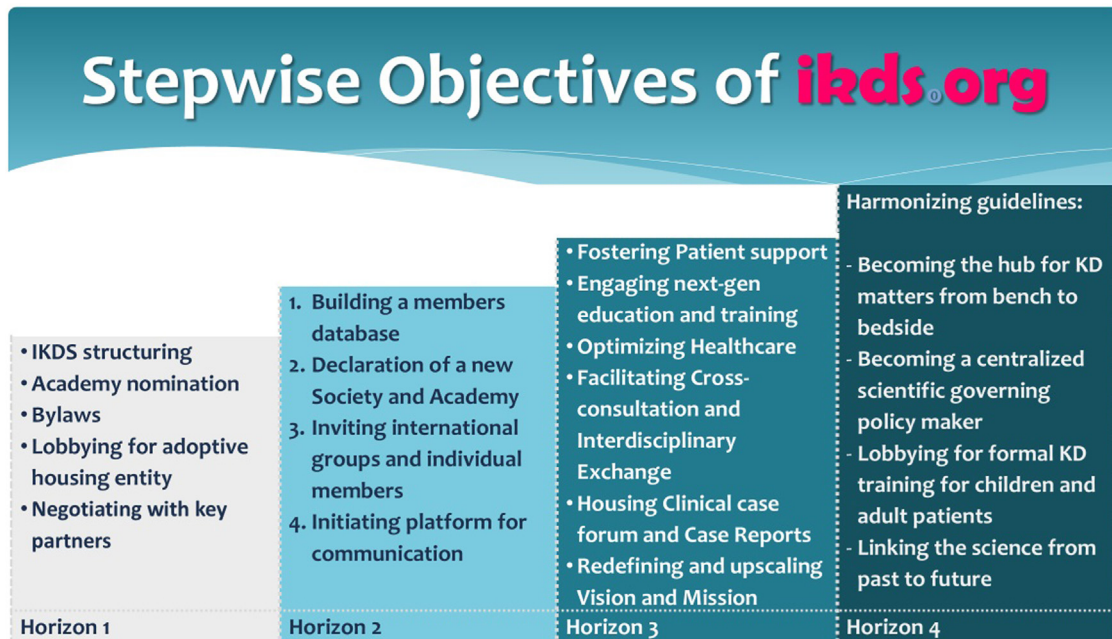 Stepwise Objectives of ikds.org
• IKDS structuring
• Academy nomination
• Bylaws
• Lobbying for adoptive
housing entity
• Negotiating with key
partners
Horizon 1
1. Building a members
database
2. Declaration of a new
Society and Academy
3. Inviting international
groups and individual
members
4. Initiating platform for
communication
Horizon 2
• Fostering Patient support
• Engaging next-gen
education and training
• Optimizing Healthcare
• Facilitating Cross-
consultation and
Interdisciplinary
Exchange
• Housing Clinical case
forum and Case Reports
• Redefining and upscaling
Vision and Mission
Horizon 3
Harmonizing guidelines:
- Becoming the hub for KD
matters from bench to
bedside
- Becoming a centralized
scientific governing
policy maker
- Lobbying for formal KD
training for children and
adult patients
- Linking the science from
past to future
Horizon 4